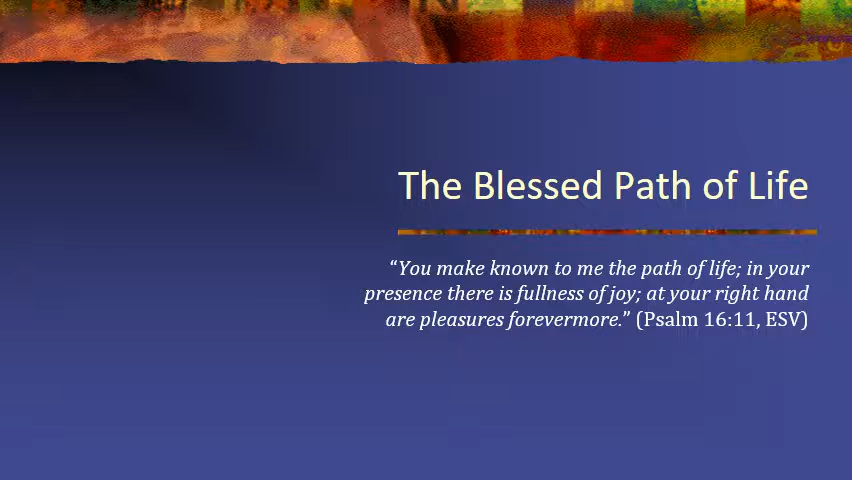 The Blessed Path of Life
“You make known to me the path of life; in your
presence there is fullness of joy; at your right hand
are pleasures forevermore.” (Psalm 16:11, ESV)